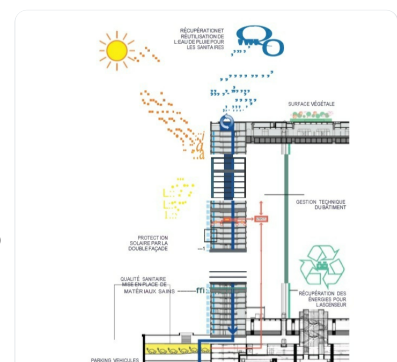 RÉCUPÉRATION ET
RÉUTILISATION DE
L'EAU DE PLUIE POUR
LES SANITAIRES
SURFACE VÉGÉTALE
GESTION TECHNIQUE
DU BÂTIMENT
PROTECTION
SOLAIRE PAR LA
DOUBLE FAÇADE
QUALITÉ SANITAIRE
MISE EN PLACE DE
MATÉRIAUX SAINS
RÉCUPÉRATION DES
ÉNERGIES POUR
L'ASCENSEUR
PARKING VEHICULES